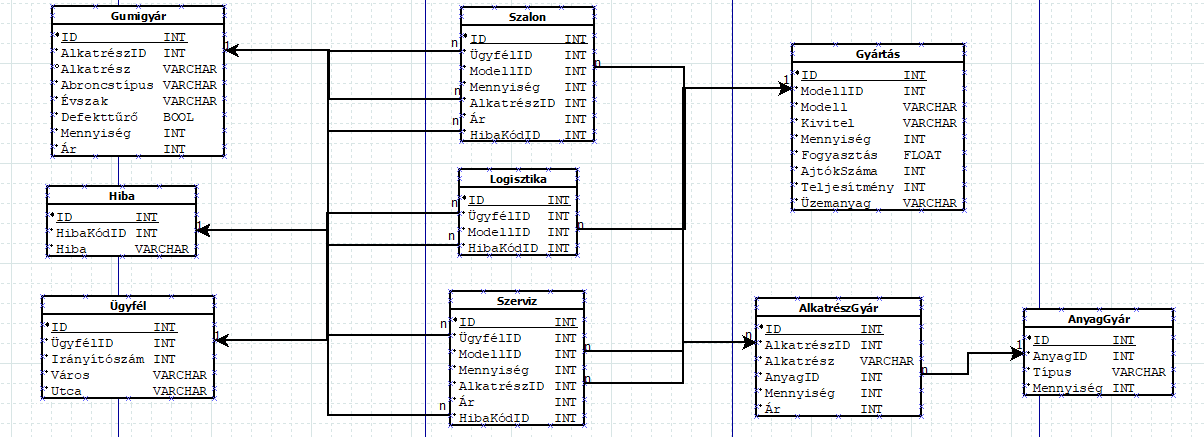 Gumigyár
ID INT
AlkatrészID INT
Alkatrész VARCHAR
Abroncstípus VARCHAR
Évszak VARCHAR
Defekttűrő BOOL
Mennyiség INT
Ár INT
Hiba
ID INT
HibaKódID INT
Hiba VARCHAR
Ügyfél
ID INT
ÜgyfélID INT
Irányítószám INT
Város VARCHAR
Utca VARCHAR
Szalon
ID INT
ÜgyfélID INT
ModellID INT
Mennyiség INT
AlkatrészID INT
Ár INT
HibaKódID INT
Logisztika
ID INT
ÜgyfélID INT
ModellID INT
HibaKódID INT
Szerviz
ID INT
ÜgyfélID INT
ModellID INT
Mennyiség INT
AlkatrészID INT
Ár INT
HibaKódID INT
Gyártás
ID INT
ModellID INT
Modell VARCHAR
Kivitel VARCHAR
Mennyiség INT
Fogyasztás FLOAT
AjtókSzáma INT
Teljesítmény INT
Üzemanyag VARCHAR
AlkatrészGyár
ID INT
AlkatrészID INT
Alkatrész VARCHAR
AnyagID INT
Mennyiség INT
Ár INT
AnyagGyár
ID INT
AnyagID INT
Típus VARCHAR
Mennyiség INT
1
1
1
n
n
n
n
n
n
n
n
n
n
n
1
n
n
1